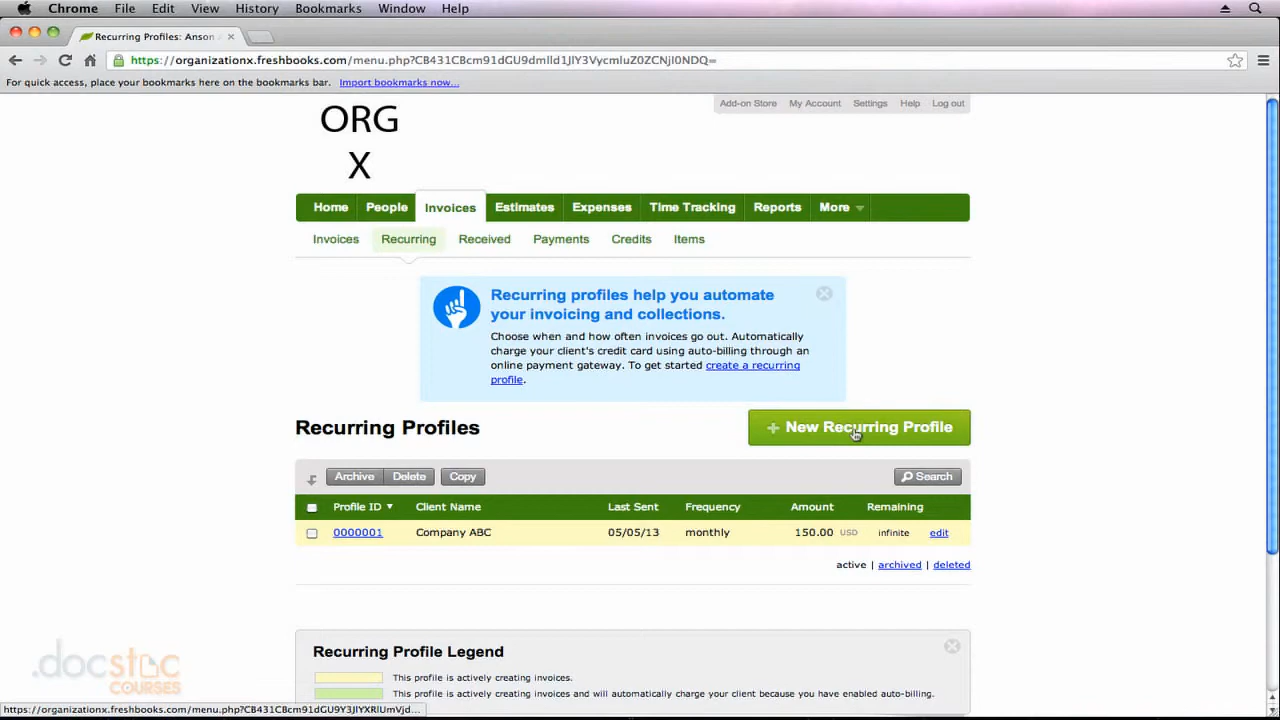 Chrome File Edit View History Bookmarks Window Help
Recurring Profiles: Anson
https://organizationx.freshbooks.com/menu.php?CB431CBcm91dGU9dmlld1JlY3VycmluZ0ZCNjI0NDQ=
For quick access, place your bookmarks here on the bookmarks bar. Import bookmarks now...
Add-on Store My Account Settings Help Log out
ORG
X
Home People Invoices Estimates Expenses Time Tracking Reports More
Invoices Recurring Received Payments Credits Items
Recurring profiles help you automate
your invoicing and collections.
Choose when and how often invoices go out. Automatically
charge your client's credit card using auto-billing through an
online payment gateway. To get started create a recurring
profile.
Recurring Profiles
+ New Recurring Profile
Archive Delete Copy Search
Profile ID Client Name Last Sent Frequency Amount Remaining
0000001 Company ABC 05/05/13 monthly 150.00 USD infinite edit
active | archived | deleted
Recurring Profile Legend
This profile is actively creating invoices.
This profile is actively creating invoices and will automatically charge your client because you have enabled auto-billing.
.docstoc
COURSES
https://organizationx.freshbooks.com/menu.php?CB431CBcm91dGU9Y3JlYXRlUmVjd...